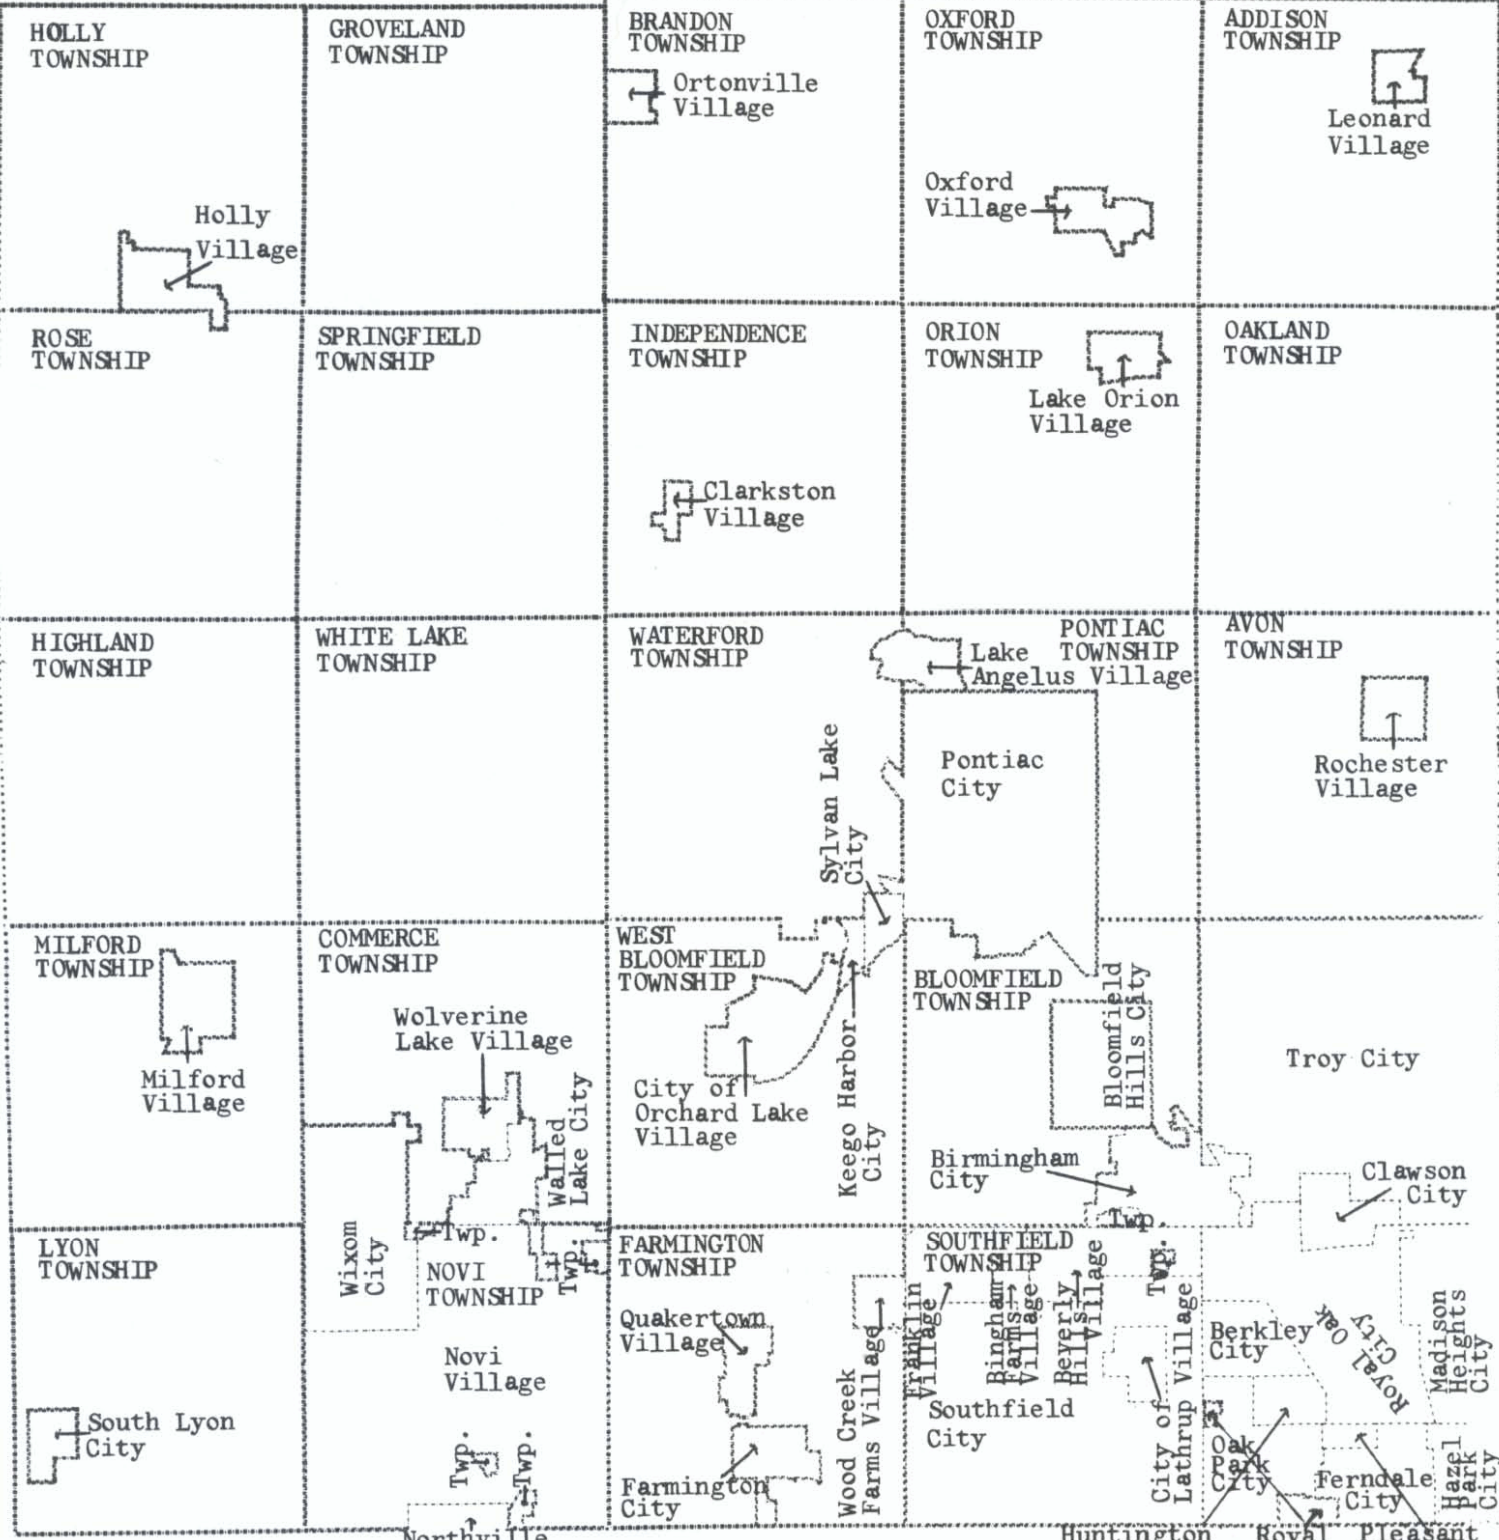 HOLLY
TOWNSHIP
GROVELAND
TOWNSHIP
BRANDON
TOWNSHIP
OXFORD
TOWNSHIP
ADDISON
TOWNSHIP
Ortonville
Village
Leonard
Village
Oxford
Village
Holly
Village
ROSE
TOWNSHIP
SPRINGFIELD
TOWNSHIP
INDEPENDENCE
TOWNSHIP
ORION
TOWNSHIP
OAKLAND
TOWNSHIP
Lake Orion
Village
Clarkston
Village
HIGHLAND
TOWNSHIP
WHITE LAKE
TOWNSHIP
WATERFORD
TOWNSHIP
PONTIAC
TOWNSHIP
AVON
TOWNSHIP
Lake
Angelus Village
Sylvan Lake
City
Pontiac
City
Rochester
Village
MILFORD
TOWNSHIP
COMMERCE
TOWNSHIP
WEST
BLOOMFIELD
TOWNSHIP
BLOOMFIELD
TOWNSHIP
Bloomfield
Hills City
Troy City
Wolverine
Lake Village
Milford
Village
City of
Orchard Lake
Village
Keego Harbor
City
Walled
Lake City
Birmingham
City
Clawson
City
Twp.
LYON
TOWNSHIP
Wixom
City
Twp.
NOVI
TOWNSHIP
Twp.
FARMINGTON
TOWNSHIP
SOUTHFIELD
TOWNSHIP
Twp.
Quakertown
Village
Wood Creek
Farms Village
Franklin
Village
Bingham
Farms
Village
Beverly
Hills
Village
Berkley
City
Royal Oak
City
Madison
Heights
City
Novi
Village
South Lyon
City
Southfield
City
City of
Lathrup Village
Twp.
Twp.
Farmington
City
Oak
Park
City
Ferndale
City
Hazel
Park
City
Northville
Huntington
Royal
Pleasant